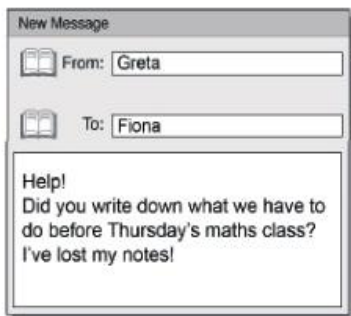 New Message
From: Greta
To: Fiona
Help!
Did you write down what we have to
do before Thursday's maths class?
I've lost my notes!